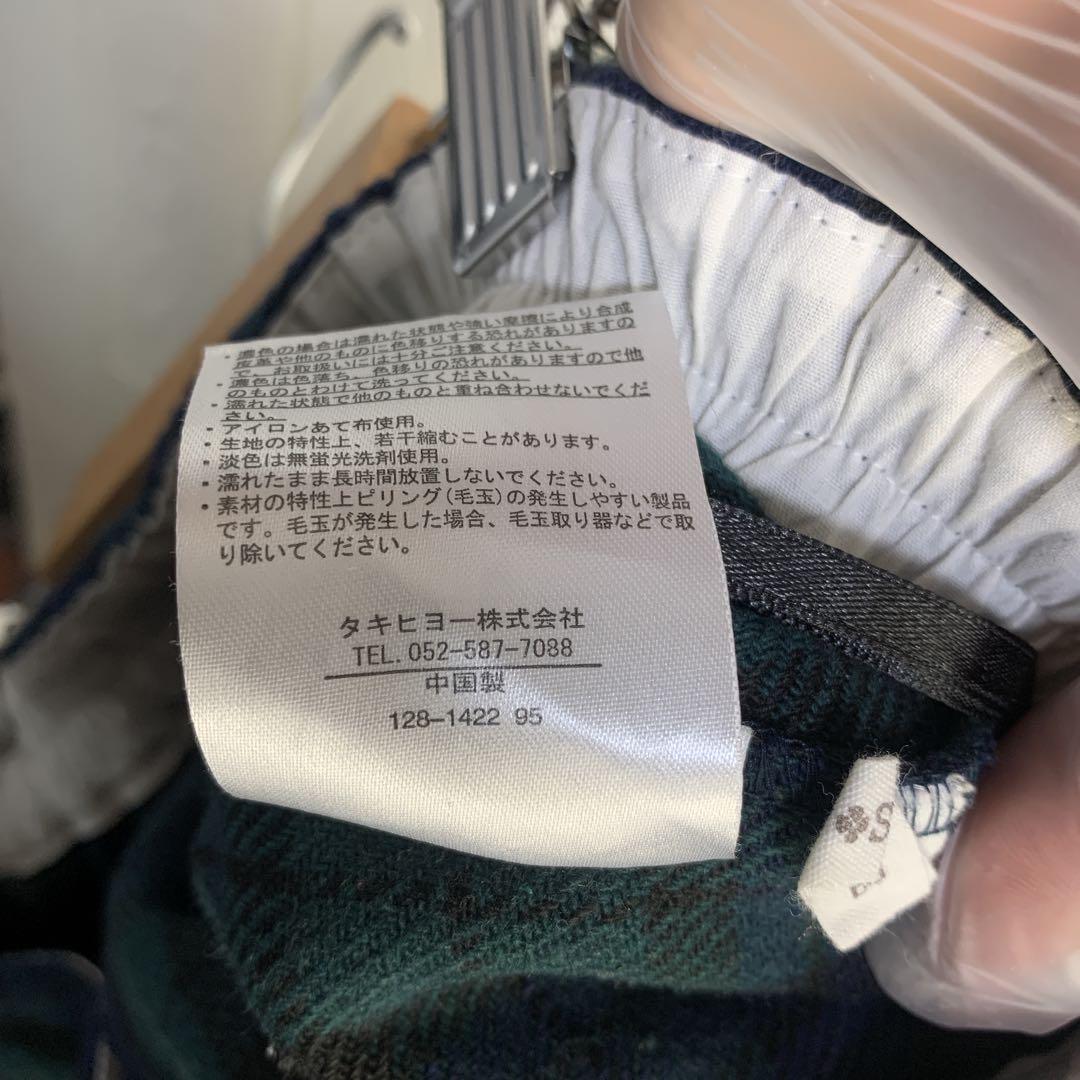 ・濃色の場合は濡れた状態や強い摩擦により合成
皮革や他のものに色移りする恐れがありますの
で、お取扱いには十分ご注意ください。
・濃色は色落ち、色移りの恐れがありますので他
のものとわけて洗ってください。
・濡れた状態で他のものと重ね合わせないでくだ
さい。
・アイロンあて布使用。
・生地の特性上、若干縮むことがあります。
・淡色は無蛍光洗剤使用。
・濡れたまま長時間放置しないでください。
・素材の特性上ピリング(毛玉)の発生しやすい製品
です。毛玉が発生した場合、毛玉取り器などで取
り除いてください。
タキヒヨー株式会社
TEL. 052-587-7088
中国製
128-1422 95
S